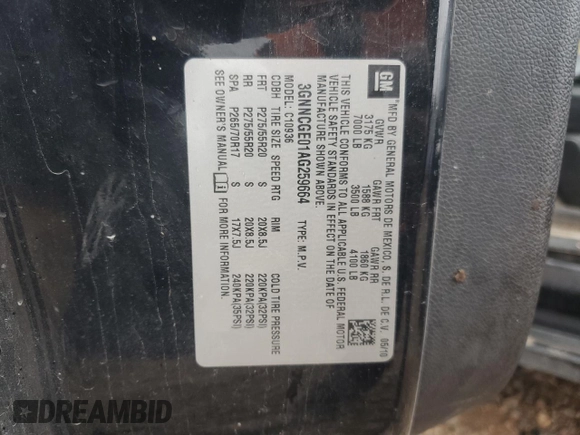 GM
MFD BY GENERAL MOTORS DE MEXICO, S. DE R.L. DE C.V. 05/10
GVWR GAWR FRT GAWR RR
3175 KG 1588 KG 1860 KG
7000 LB 3500 LB 4100 LB
THIS VEHICLE CONFORMS TO ALL APPLICABLE U.S. FEDERAL MOTOR
VEHICLE SAFETY STANDARDS IN EFFECT ON THE DATE OF
MANUFACTURE SHOWN ABOVE.
3GNNCGE01AG259664 TYPE: M.P.V.
MODEL: C10936
CDBH TIRE SIZE SPEED RTG RIM COLD TIRE PRESSURE
FRT P275/55R20 S 20X8.5J 220KPA(32PSI)
RR P275/55R20 S 20X8.5J 220KPA(32PSI)
SPA P265/70R17 S 17X7.5J 240KPA(35PSI)
SEE OWNER'S MANUAL i FOR MORE INFORMATION.
DREAMBID